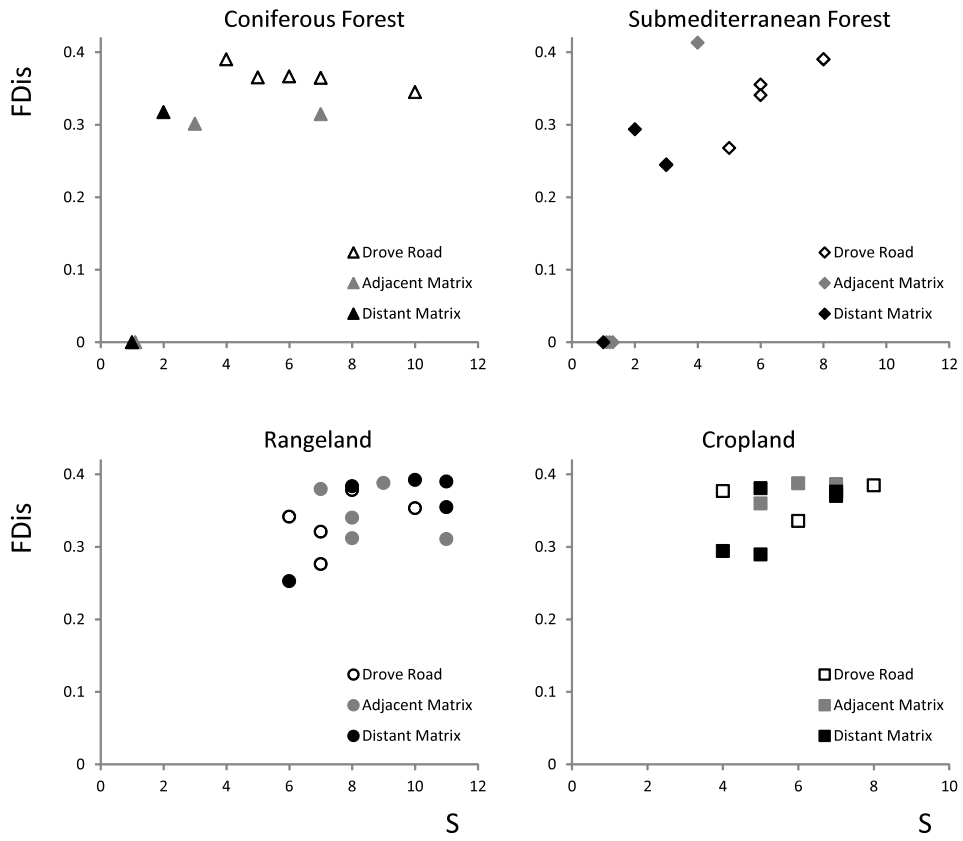 Coniferous Forest
FDis
0.4
0.3
0.2
0.1
0
0 2 4 6 8 10 12
Drove Road
Adjacent Matrix
Distant Matrix
Submediterranean Forest
0.4
0.3
0.2
0.1
0
0 2 4 6 8 10 12
Drove Road
Adjacent Matrix
Distant Matrix
Rangeland
FDis
0.4
0.3
0.2
0.1
0
0 2 4 6 8 10 12
Drove Road
Adjacent Matrix
Distant Matrix
S
Cropland
0.4
0.3
0.2
0.1
0
0 2 4 6 8 10
Drove Road
Adjacent Matrix
Distant Matrix
S